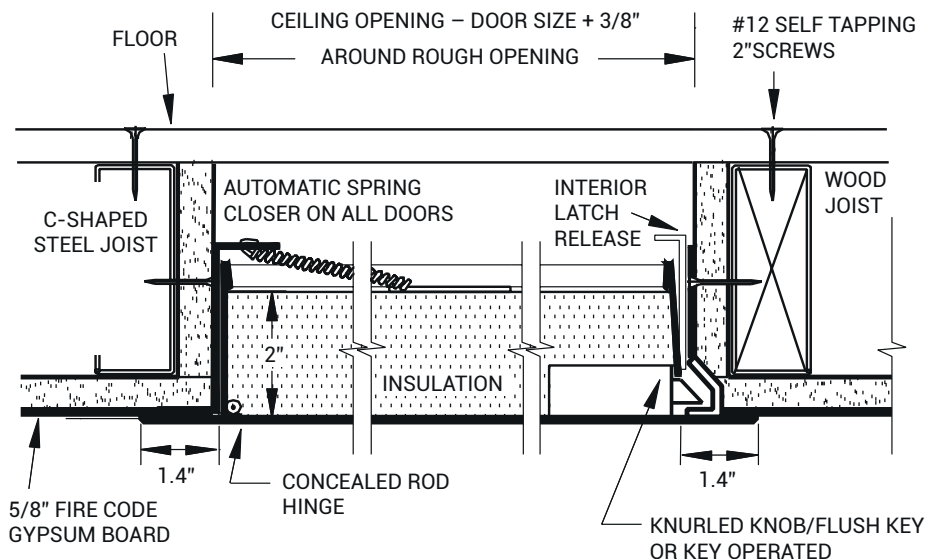 CEILING OPENING – DOOR SIZE + 3/8"
AROUND ROUGH OPENING
#12 SELF TAPPING
2"SCREWS
FLOOR
C-SHAPED
STEEL JOIST
AUTOMATIC SPRING
CLOSER ON ALL DOORS
INTERIOR
LATCH
RELEASE
WOOD
JOIST
2"
INSULATION
1.4"
1.4"
5/8" FIRE CODE
GYPSUM BOARD
CONCEALED ROD
HINGE
KNURLED KNOB/FLUSH KEY
OR KEY OPERATED